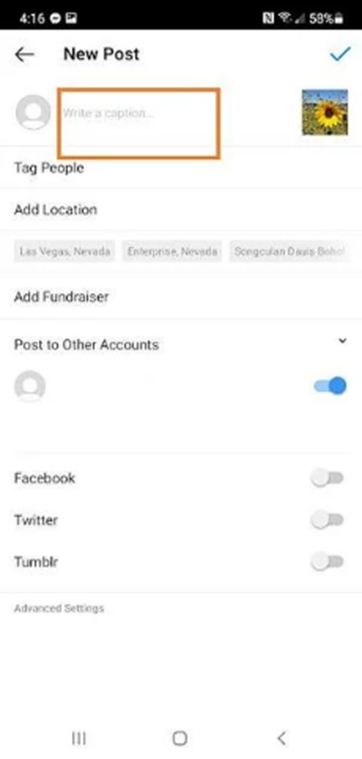 4:16 58%
New Post
Write a caption...
Tag People
Add Location
Las Vegas, Nevada Enterprise, Nevada Songculan Dauis Bohol
Add Fundraiser
Post to Other Accounts
Facebook
Twitter
Tumblr
Advanced Settings